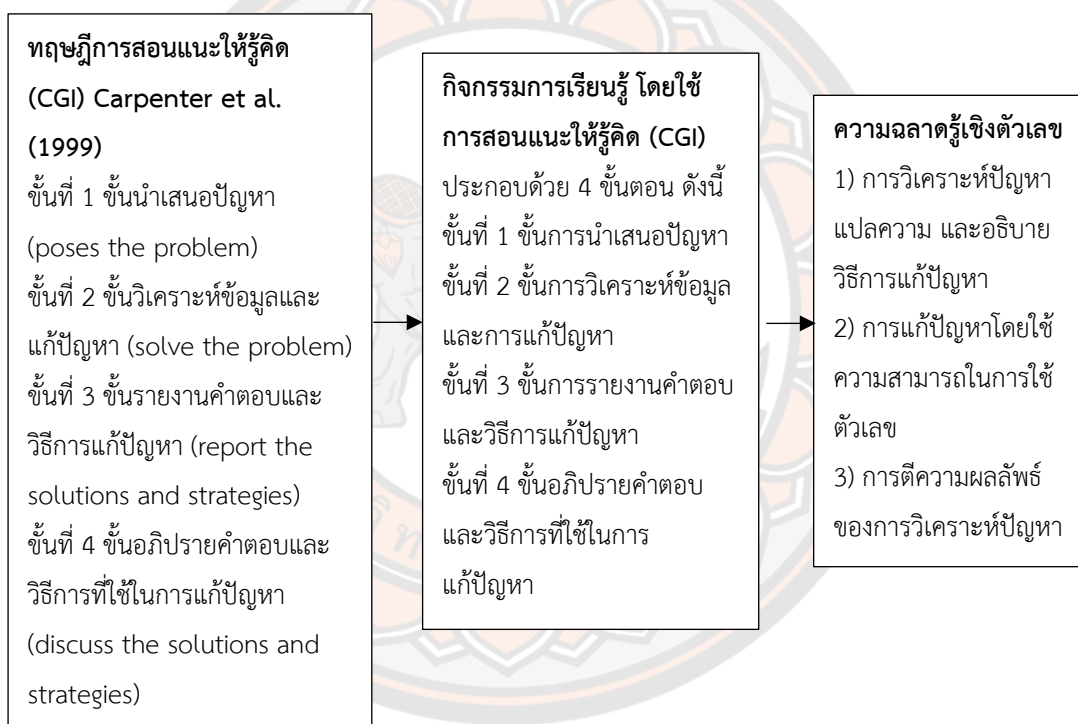 ทฤษฎีการสอนแนะให้รู้คิด
(CGI) Carpenter et al.
(1999)
ขั้นที่ 1 ขั้นนำเสนอปัญหา
(poses the problem)
ขั้นที่ 2 ขั้นวิเคราะห์ข้อมูลและ
แก้ปัญหา (solve the problem)
ขั้นที่ 3 ขั้นรายงานคำตอบและ
วิธีการแก้ปัญหา (report the
solutions and strategies)
ขั้นที่ 4 ขั้นอภิปรายคำตอบและ
วิธีการที่ใช้ในการแก้ปัญหา
(discuss the solutions and
strategies)
กิจกรรมการเรียนรู้ โดยใช้
การสอนแนะให้รู้คิด (CGI)
ประกอบด้วย 4 ขั้นตอน ดังนี้
ขั้นที่ 1 ขั้นการนำเสนอปัญหา
ขั้นที่ 2 ขั้นการวิเคราะห์ข้อมูล
และการแก้ปัญหา
ขั้นที่ 3 ขั้นการรายงานคำตอบ
และวิธีการแก้ปัญหา
ขั้นที่ 4 ขั้นอภิปรายคำตอบ
และวิธีการที่ใช้ในการ
แก้ปัญหา
ความฉลาดรู้เชิงตัวเลข
1) การวิเคราะห์ปัญหา
แปลความ และอธิบาย
วิธีการแก้ปัญหา
2) การแก้ปัญหาโดยใช้
ความสามารถในการใช้
ตัวเลข
3) การตีความผลลัพธ์
ของการวิเคราะห์ปัญหา